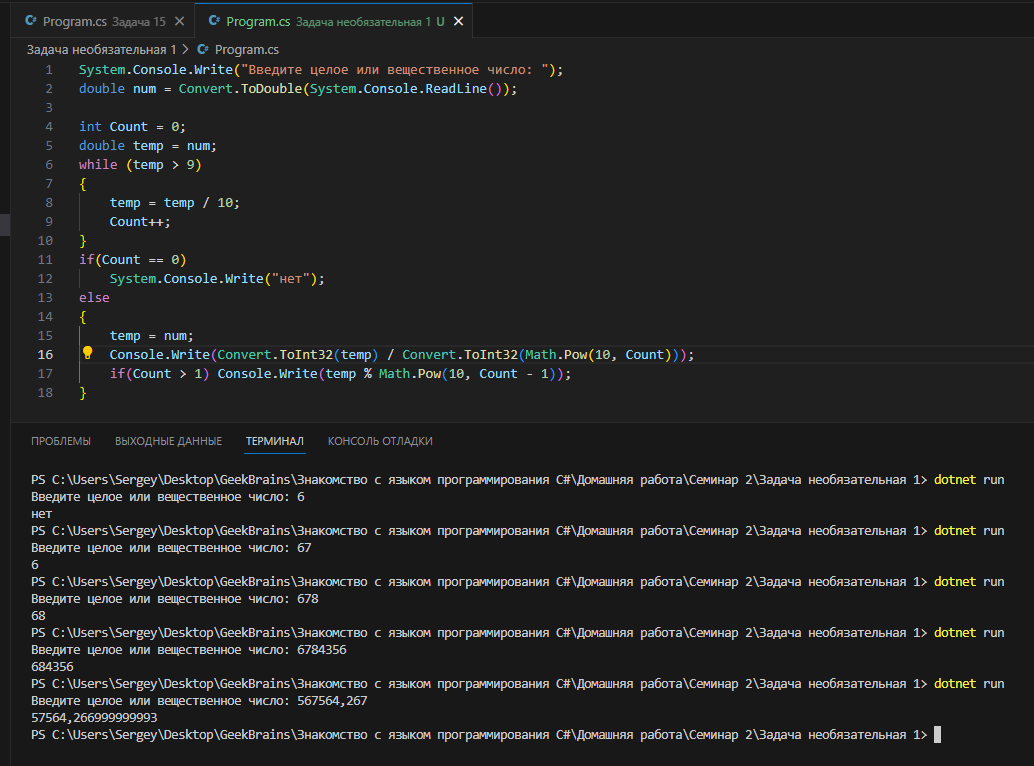 Program.cs Задача 15 Program.cs Задача необязательная 1 U
Задача необязательная 1 > Program.cs
1 System.Console.Write("Введите целое или вещественное число: ");
2 double num = Convert.ToDouble(System.Console.ReadLine());
3
4 int Count = 0;
5 double temp = num;
6 while (temp > 9)
7 {
8 temp = temp / 10;
9 Count++;
10 }
11 if(Count == 0)
12 System.Console.Write("нет");
13 else
14 {
15 temp = num;
16 Console.Write(Convert.ToInt32(temp) / Convert.ToInt32(Math.Pow(10, Count)));
17 if(Count > 1) Console.Write(temp % Math.Pow(10, Count - 1));
18 }
ПРОБЛЕМЫ ВЫХОДНЫЕ ДАННЫЕ ТЕРМИНАЛ КОНСОЛЬ ОТЛАДКИ
PS C:\Users\Sergey\Desktop\GeekBrains\Знакомство с языком программирования C#\Домашняя работа\Семинар 2\Задача необязательная 1> dotnet run
Введите целое или вещественное число: 6
нет
PS C:\Users\Sergey\Desktop\GeekBrains\Знакомство с языком программирования C#\Домашняя работа\Семинар 2\Задача необязательная 1> dotnet run
Введите целое или вещественное число: 67
6
PS C:\Users\Sergey\Desktop\GeekBrains\Знакомство с языком программирования C#\Домашняя работа\Семинар 2\Задача необязательная 1> dotnet run
Введите целое или вещественное число: 678
68
PS C:\Users\Sergey\Desktop\GeekBrains\Знакомство с языком программирования C#\Домашняя работа\Семинар 2\Задача необязательная 1> dotnet run
Введите целое или вещественное число: 6784356
684356
PS C:\Users\Sergey\Desktop\GeekBrains\Знакомство с языком программирования C#\Домашняя работа\Семинар 2\Задача необязательная 1> dotnet run
Введите целое или вещественное число: 567564,267
57564,266999999993
PS C:\Users\Sergey\Desktop\GeekBrains\Знакомство с языком программирования C#\Домашняя работа\Семинар 2\Задача необязательная 1>